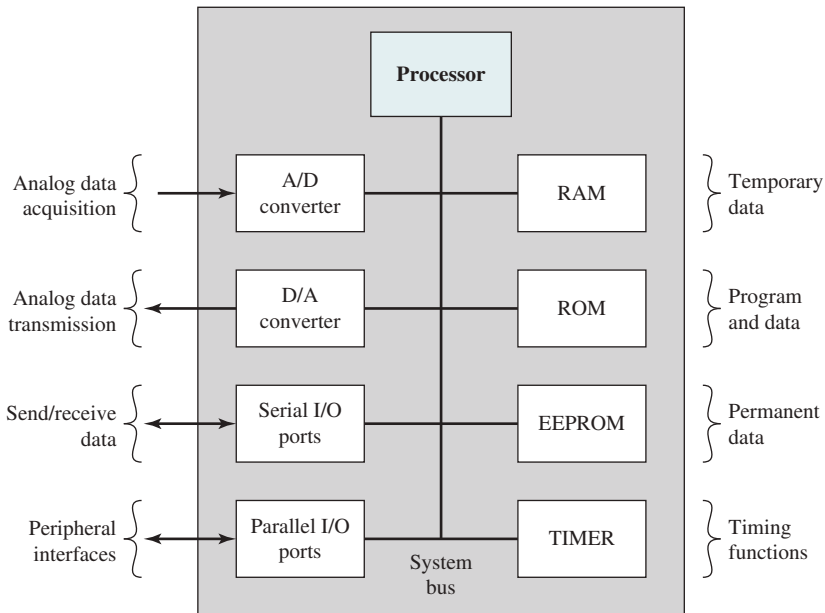 Processor
Analog data
acquisition
A/D
converter
RAM
Temporary
data
Analog data
transmission
D/A
converter
ROM
Program
and data
Send/receive
data
Serial I/O
ports
EEPROM
Permanent
data
Peripheral
interfaces
Parallel I/O
ports
System
bus
TIMER
Timing
functions